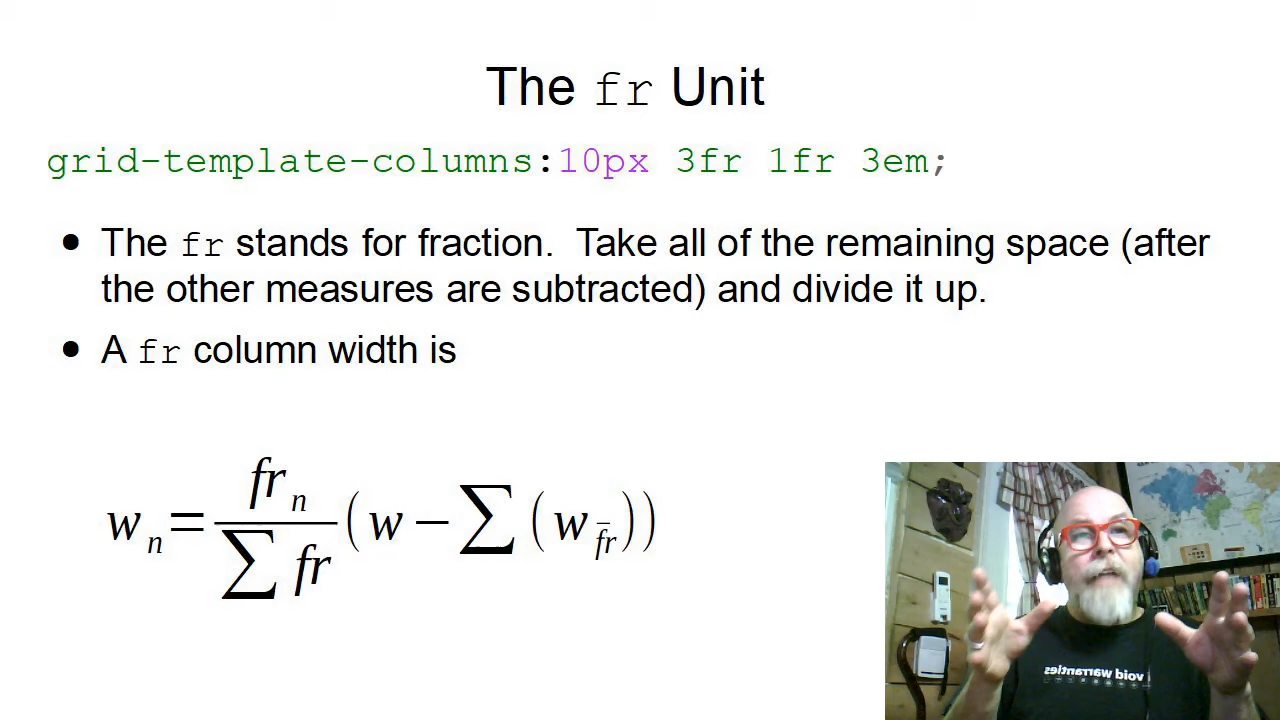 The fr Unit
grid-template-columns:10px 3fr 1fr 3em;
● The fr stands for fraction. Take all of the remaining space (after
the other measures are subtracted) and divide it up.
● A fr column width is
w_n = fr_n / ∑ fr (w − ∑ (w_f̄r))
void warranties